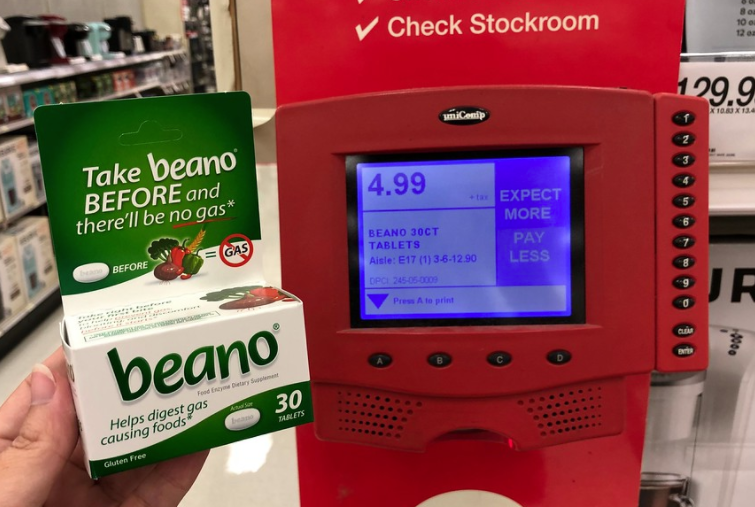 ✓ Check Stockroom
uniComp
4.99
+ tax
EXPECT
MORE
PAY
LESS
BEANO 30CT
TABLETS
Aisle: E17 (1) 3-6-12.90
DPCI: 245-05-0009
Press A to print
A B C D
1
2
3
4
5
6
7
8
9
0
CLEAR
ENTER
Take beano®
BEFORE and
there'll be no gas*
BEFORE = GAS
beano®
Food Enzyme Dietary Supplement
Helps digest gas
causing foods*
Actual Size
30
TABLETS
Gluten Free
129.9